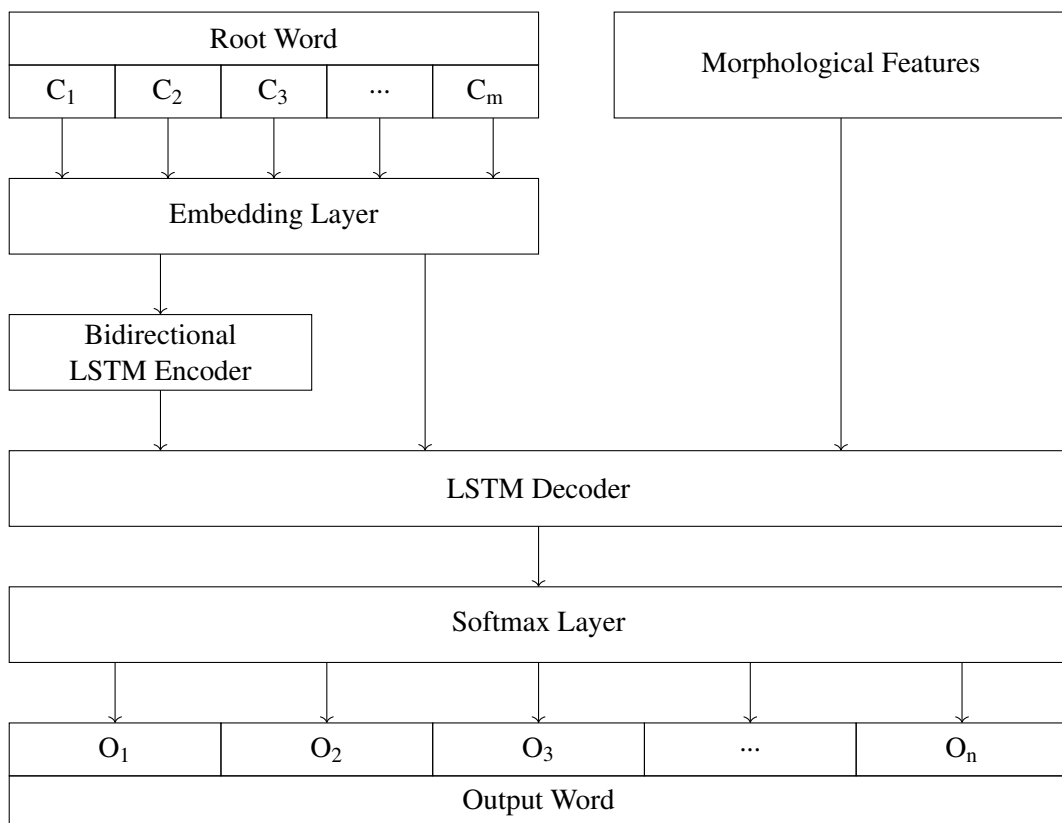 Root Word
Morphological Features
C1 C2 C3 ... Cm
Embedding Layer
Bidirectional
LSTM Encoder
LSTM Decoder
Softmax Layer
O1 O2 O3 ... On
Output Word